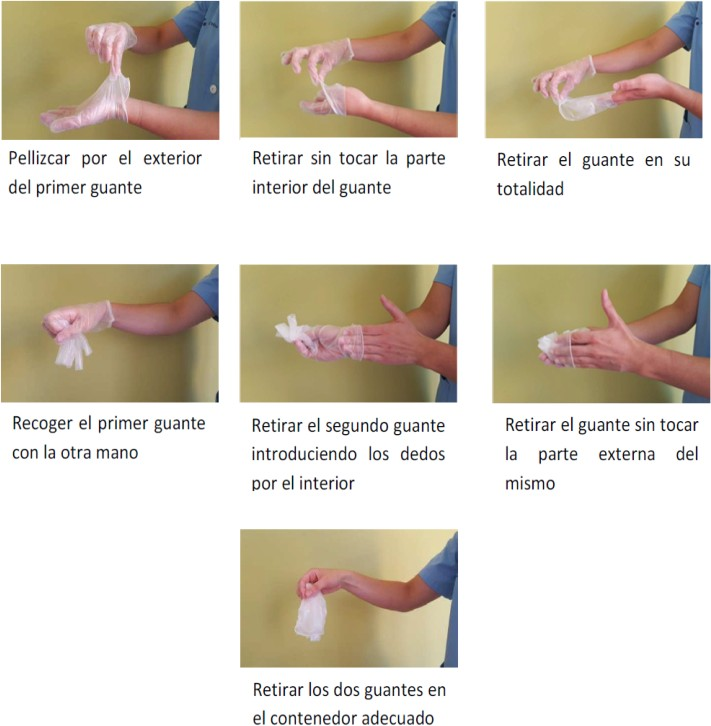 Pellizcar por el exterior
del primer guante
Retirar sin tocar la parte
interior del guante
Retirar el guante en su
totalidad
Recoger el primer guante
con la otra mano
Retirar el segundo guante
introduciendo los dedos
por el interior
Retirar el guante sin tocar
la parte externa del
mismo
Retirar los dos guantes en
el contenedor adecuado